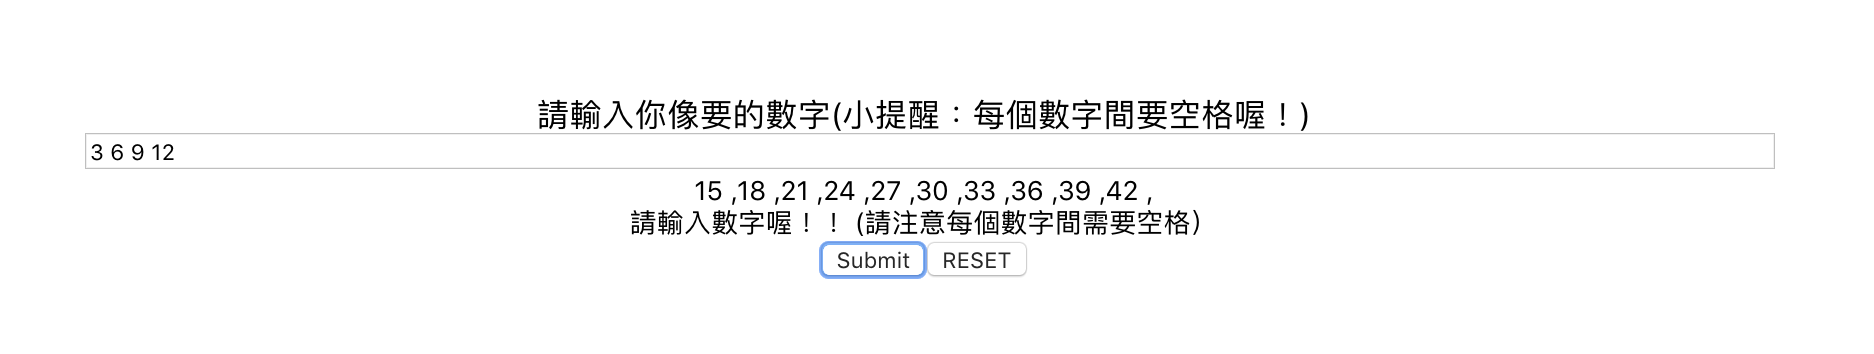 請輸入你像要的數字(小提醒：每個數字間要空格喔！)
3 6 9 12
15 ,18 ,21 ,24 ,27 ,30 ,33 ,36 ,39 ,42 ,
請輸入數字喔！！ (請注意每個數字間需要空格)
Submit RESET